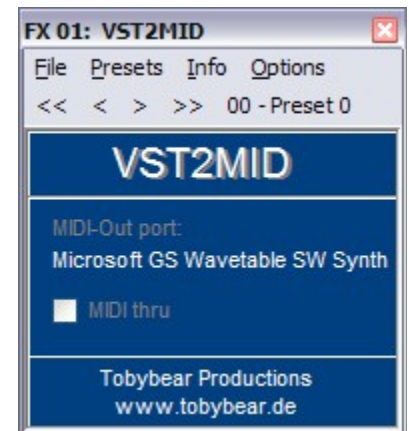 FX 01: VST2MID
File Presets Info Options
<< < > >> 00 - Preset 0
VST2MID
MIDI-Out port:
Microsoft GS Wavetable SW Synth
MIDI thru
Tobybear Productions
www.tobybear.de